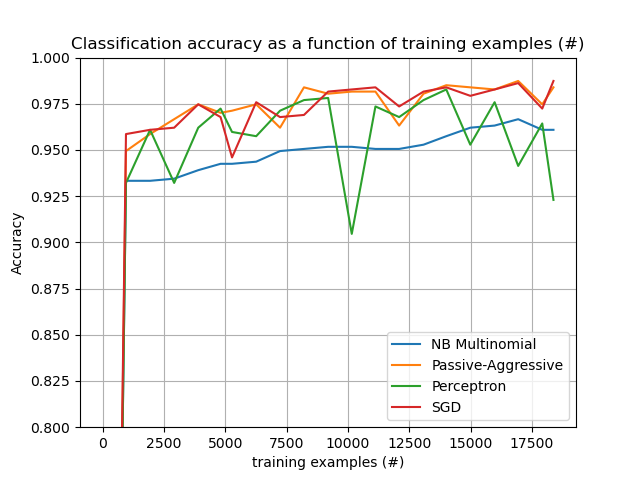 Classification accuracy as a function of training examples (#)
1.000
0.975
0.950
0.925
0.900
0.875
0.850
0.825
0.800
Accuracy
NB Multinomial
Passive-Aggressive
Perceptron
SGD
0 2500 5000 7500 10000 12500 15000 17500
training examples (#)